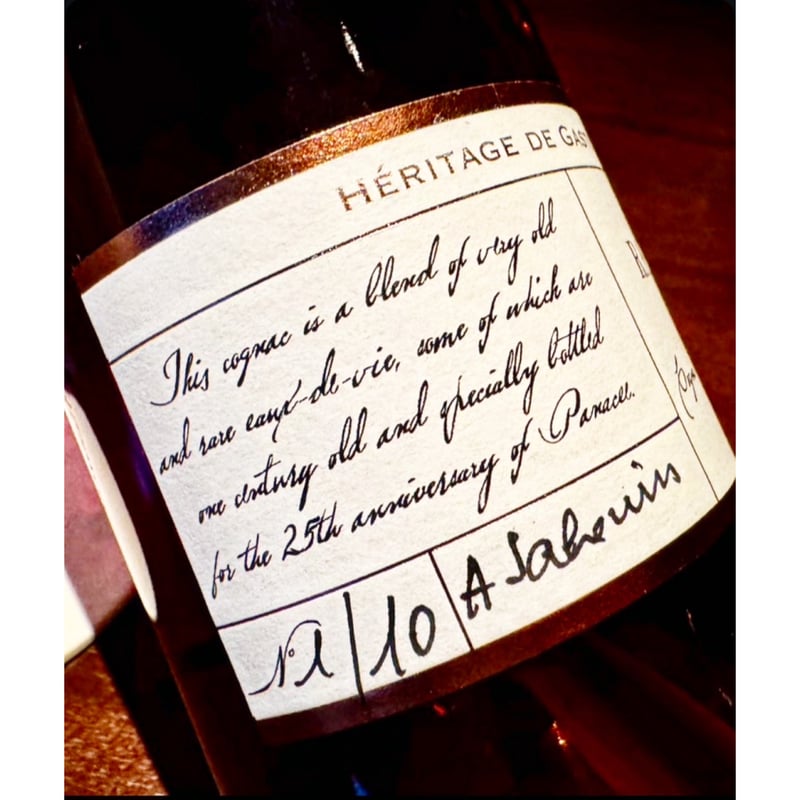 HÉRITAGE DE GAS
This cognac is a blend of very old
and rare eaux-de-vie, some of which are
one century old and specially bottled
for the 25th anniversary of Panacee.
N°1/10
A Sabourin